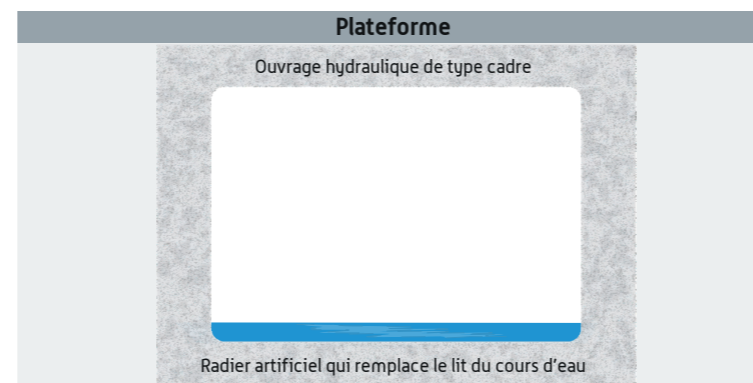 Plateforme
Ouvrage hydraulique de type cadre
Radier artificiel qui remplace le lit du cours d'eau